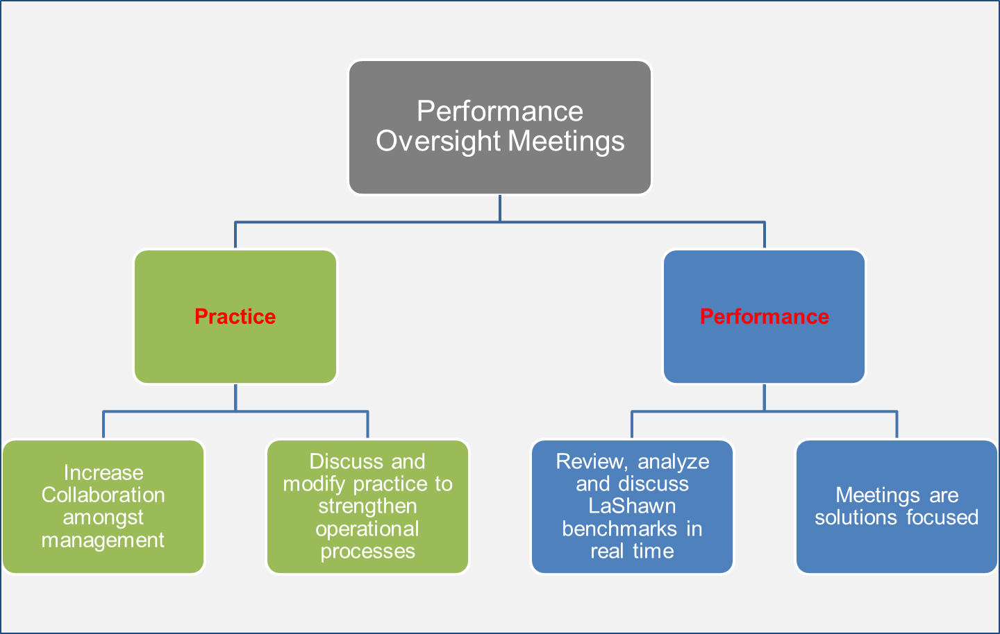 Performance
Oversight Meetings
Practice
Performance
Increase
Collaboration
amongst
management
Discuss and
modify practice to
strengthen
operational
processes
Review, analyze
and discuss
LaShawn
benchmarks in
real time
Meetings are
solutions focused